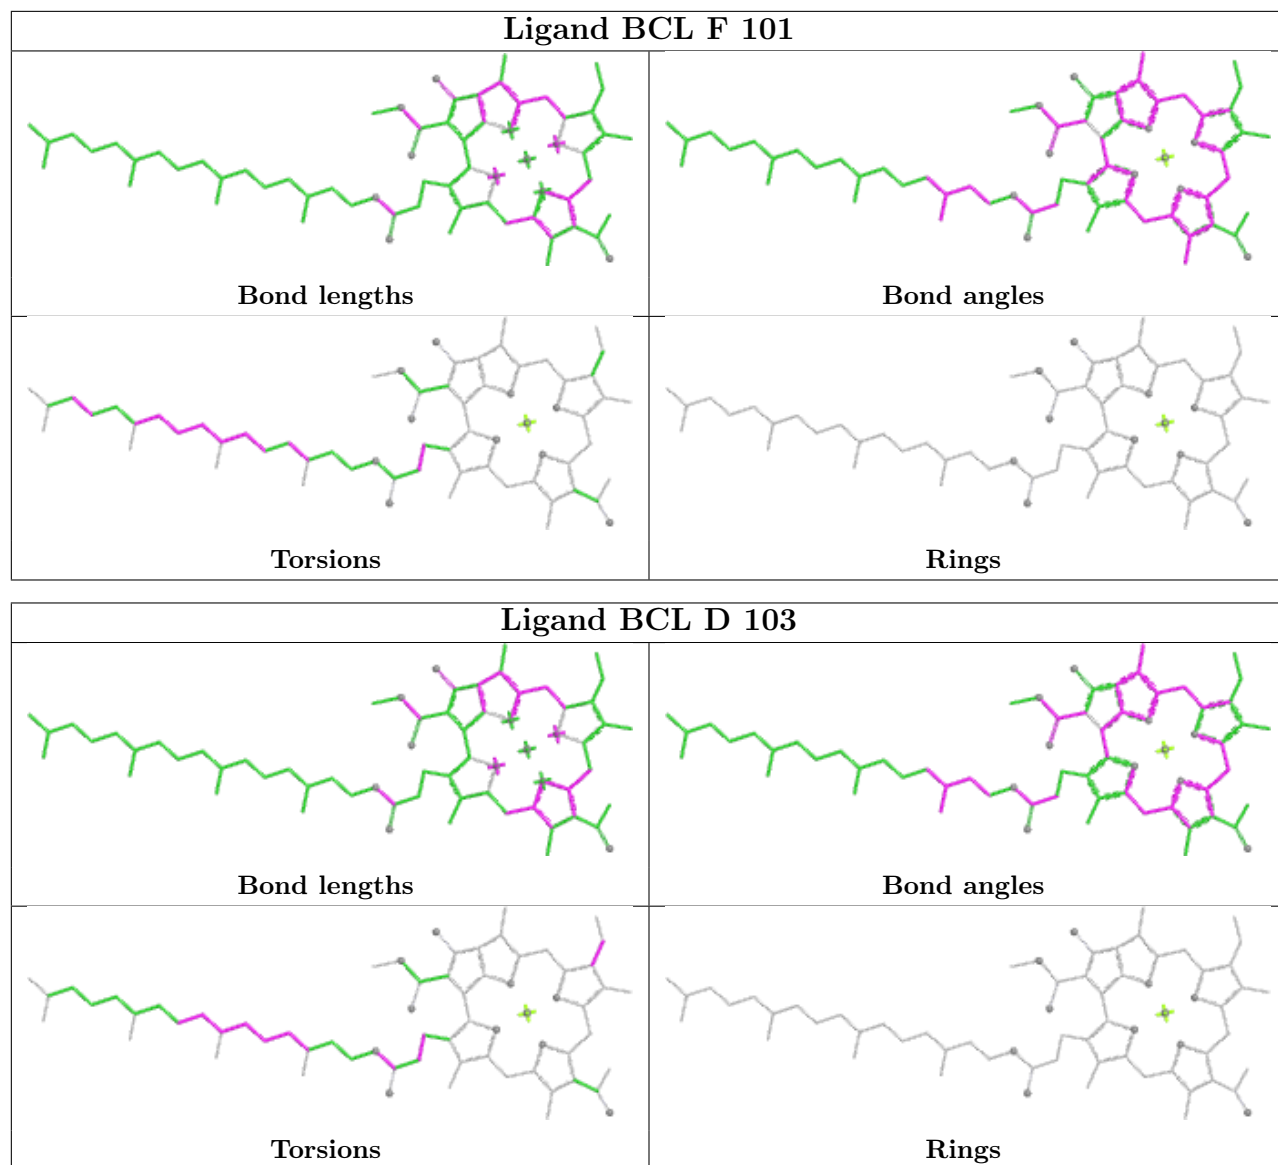 Ligand BCL F 101
Bond lengths
Bond angles
Torsions
Rings
Ligand BCL D 103
Bond lengths
Bond angles
Torsions
Rings